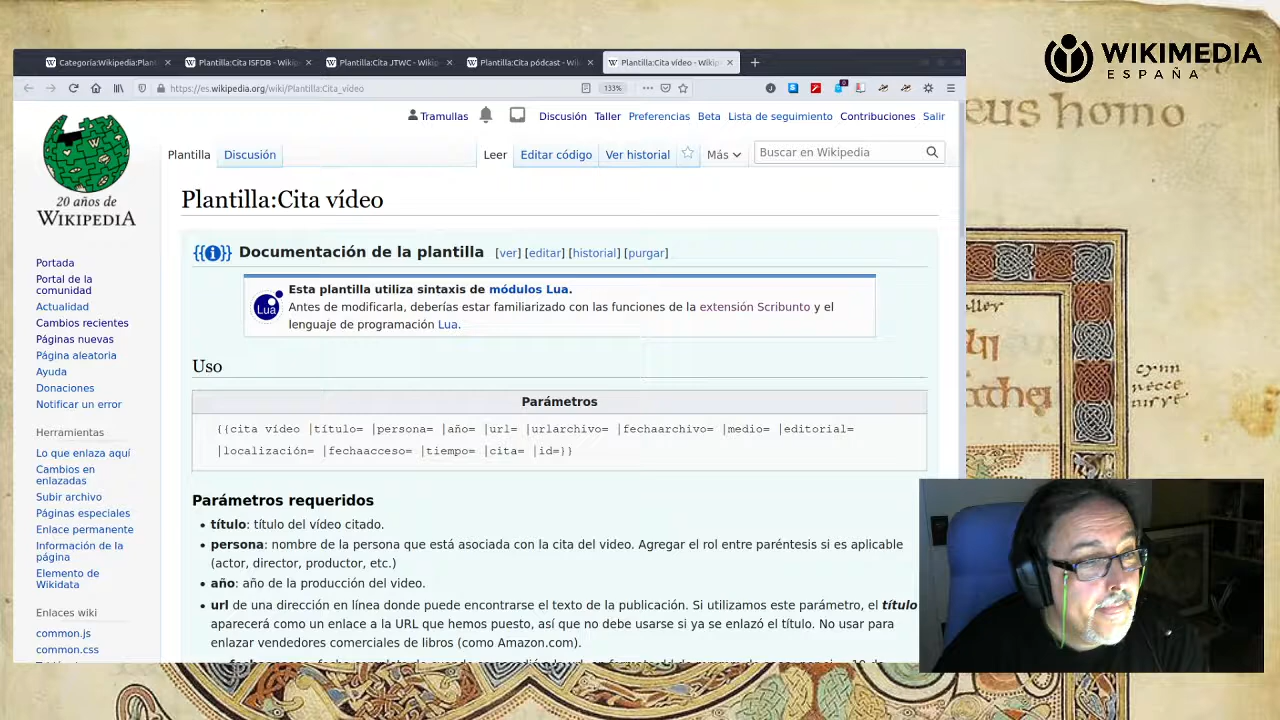 WIKIMEDIA
ESPAÑA
eus homo
Categoría:Wikipedia:Plan
Plantilla:Cita ISFDB - Wikip
Plantilla:Cita JTWC - Wikip
Plantilla:Cita pódcast - Wik
Plantilla:Cita vídeo - Wikip
https://es.wikipedia.org/wiki/Plantilla:Cita_vídeo
133%
Tramullas Discusión Taller Preferencias Beta Lista de seguimiento Contribuciones Salir
Plantilla Discusión Leer Editar código Ver historial Más Buscar en Wikipedia
20 años de
WIKIPEDIA
Plantilla:Cita vídeo
{{i}} Documentación de la plantilla [ver] [editar] [historial] [purgar]
Lua
Esta plantilla utiliza sintaxis de módulos Lua.
Antes de modificarla, deberías estar familiarizado con las funciones de la extensión Scribunto y el
lenguaje de programación Lua.
Portada
Portal de la
comunidad
Actualidad
Cambios recientes
Páginas nuevas
Página aleatoria
Ayuda
Donaciones
Notificar un error
Herramientas
Lo que enlaza aquí
Cambios en
enlazadas
Subir archivo
Páginas especiales
Enlace permanente
Información de la
página
Elemento de
Wikidata
Enlaces wiki
common.js
common.css
Uso
Parámetros
{{cita vídeo |título= |persona= |año= |url= |urlarchivo= |fechaarchivo= |medio= |editorial=
|localización= |fechaacceso= |tiempo= |cita= |id=}}
Parámetros requeridos
• título: título del vídeo citado.
• persona: nombre de la persona que está asociada con la cita del video. Agregar el rol entre paréntesis si es aplicable
(actor, director, productor, etc.)
• año: año de la producción del video.
• url de una dirección en línea donde puede encontrarse el texto de la publicación. Si utilizamos este parámetro, el título
aparecerá como un enlace a la URL que hemos puesto, así que no debe usarse si ya se enlazó el título. No usar para
enlazar vendedores comerciales de libros (como Amazon.com).